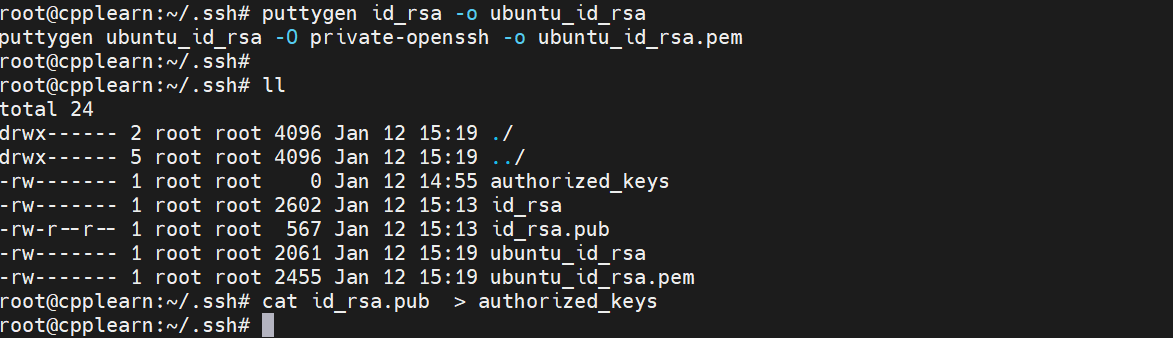 root@cpplearn:~/.ssh# puttygen id_rsa -o ubuntu_id_rsa
puttygen ubuntu_id_rsa -O private-openssh -o ubuntu_id_rsa.pem
root@cpplearn:~/.ssh#
root@cpplearn:~/.ssh# ll
total 24
drwx------ 2 root root 4096 Jan 12 15:19 ./
drwx------ 5 root root 4096 Jan 12 15:19 ../
-rw------- 1 root root    0 Jan 12 14:55 authorized_keys
-rw------- 1 root root 2602 Jan 12 15:13 id_rsa
-rw-r--r-- 1 root root  567 Jan 12 15:13 id_rsa.pub
-rw------- 1 root root 2061 Jan 12 15:19 ubuntu_id_rsa
-rw------- 1 root root 2455 Jan 12 15:19 ubuntu_id_rsa.pem
root@cpplearn:~/.ssh# cat id_rsa.pub  > authorized_keys
root@cpplearn:~/.ssh#